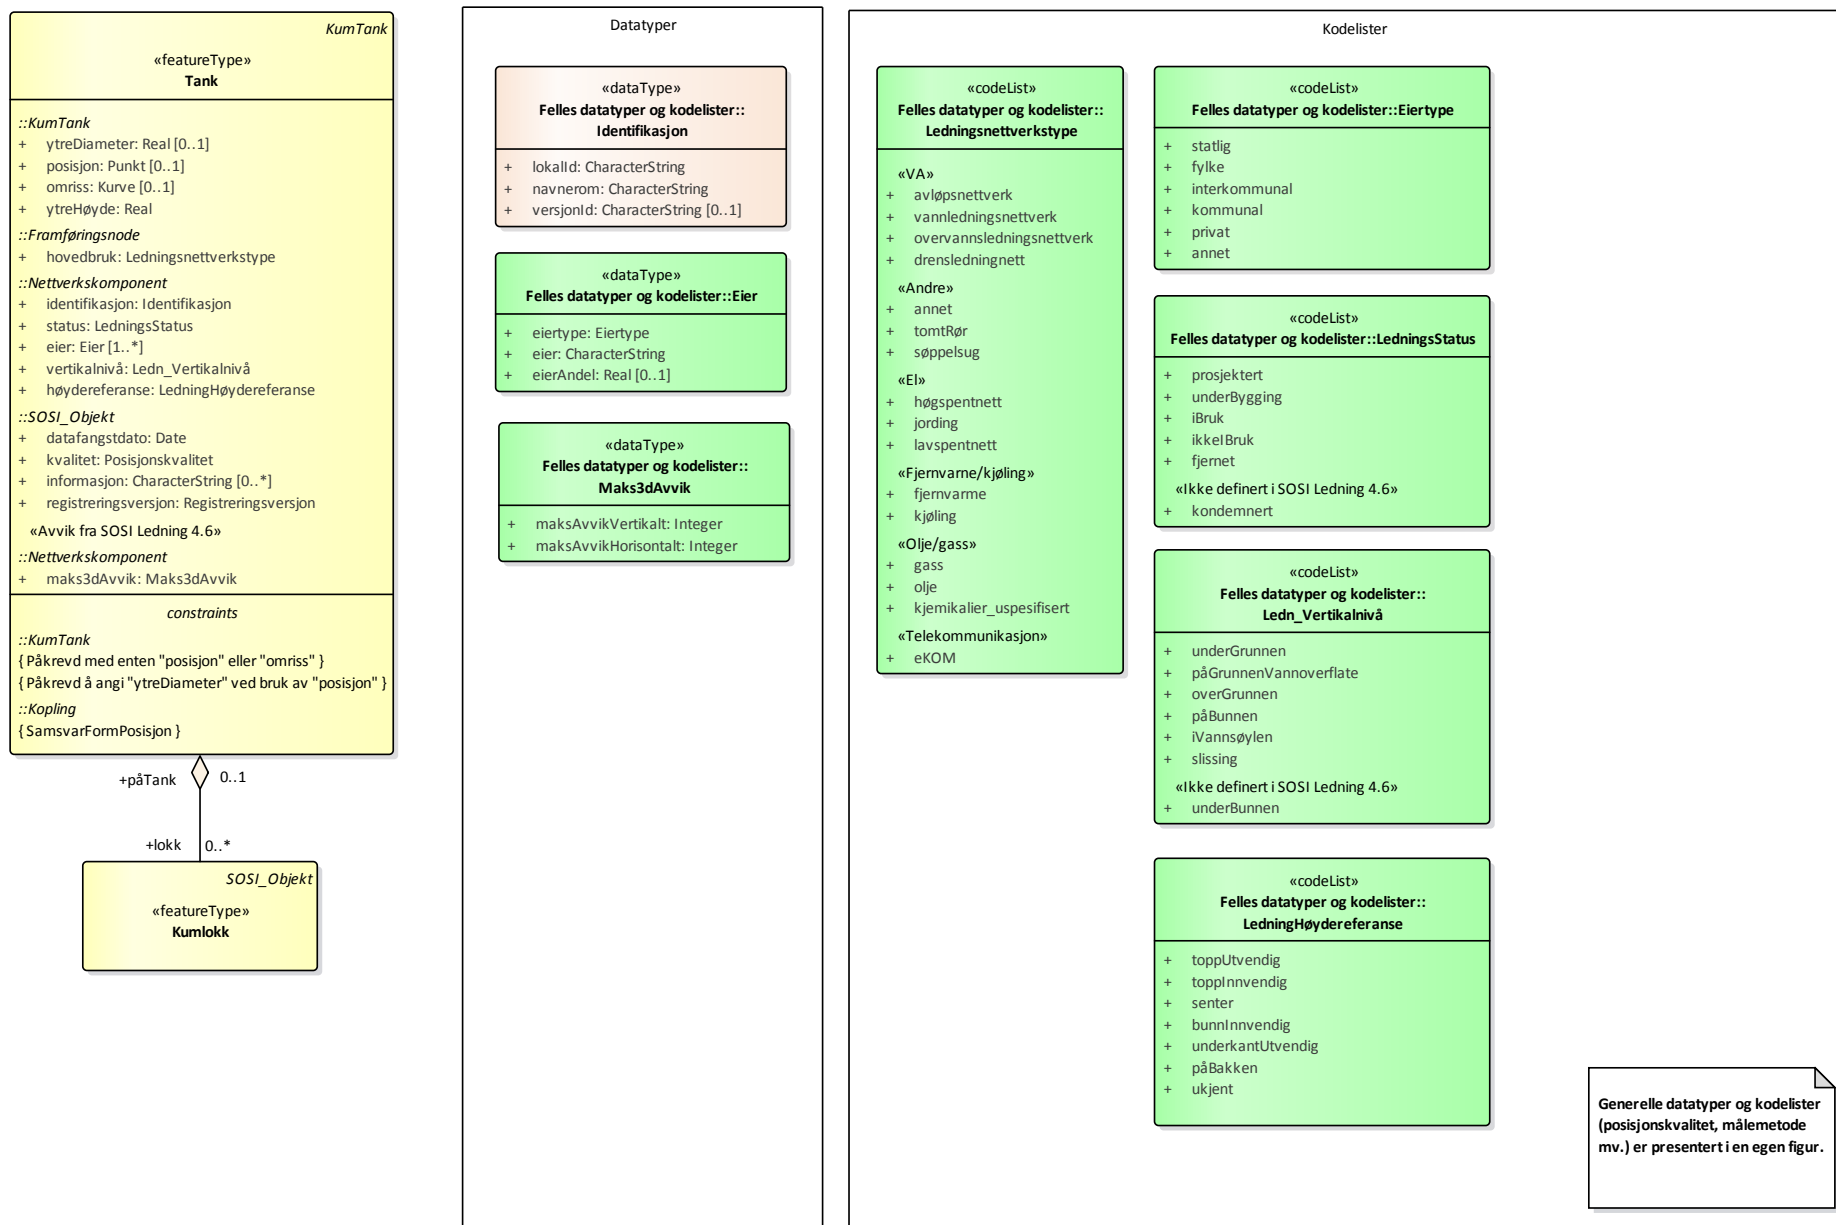 KumTank
«featureType»
Tank
::KumTank
+ ytreDiameter: Real [0..1]
+ posisjon: Punkt [0..1]
+ omriss: Kurve [0..1]
+ ytreHøyde: Real
::Framføringsnode
+ hovedbruk: Ledningsnettverkstype
::Nettverkskomponent
+ identifikasjon: Identifikasjon
+ status: LedningsStatus
+ eier: Eier [1..*]
+ vertikalnivå: Ledn_Vertikalnivå
+ høydereferanse: LedningHøydereferanse
::SOSI_Objekt
+ datafangstdato: Date
+ kvalitet: Posisjonskvalitet
+ informasjon: CharacterString [0..*]
+ registreringsversjon: Registreringsversjon
«Avvik fra SOSI Ledning 4.6»
::Nettverkskomponent
+ maks3dAvvik: Maks3dAvvik
constraints
::KumTank
{ Påkrevd med enten "posisjon" eller "omriss" }
{ Påkrevd å angi "ytreDiameter" ved bruk av "posisjon" }
::Kopling
{ SamsvarFormPosisjon }
+påTank 0..1
+lokk 0..*
SOSI_Objekt
«featureType»
Kumlokk
Datatyper
«dataType»
Felles datatyper og kodelister::
Identifikasjon
+ lokalId: CharacterString
+ navnerom: CharacterString
+ versjonId: CharacterString [0..1]
«dataType»
Felles datatyper og kodelister::Eier
+ eiertype: Eiertype
+ eier: CharacterString
+ eierAndel: Real [0..1]
«dataType»
Felles datatyper og kodelister::
Maks3dAvvik
+ maksAvvikVertikalt: Integer
+ maksAvvikHorisontalt: Integer
Kodelister
«codeList»
Felles datatyper og kodelister::
Ledningsnettverkstype
«VA»
+ avløpsnettverk
+ vannledningsnettverk
+ overvannsledningsnettverk
+ drensledningnett
«Andre»
+ annet
+ tomtRør
+ søppelsug
«El»
+ høgspentnett
+ jording
+ lavspentnett
«Fjernvarne/kjøling»
+ fjernvarme
+ kjøling
«Olje/gass»
+ gass
+ olje
+ kjemikalier_uspesifisert
«Telekommunikasjon»
+ eKOM
«codeList»
Felles datatyper og kodelister::Eiertype
+ statlig
+ fylke
+ interkommunal
+ kommunal
+ privat
+ annet
«codeList»
Felles datatyper og kodelister::LedningsStatus
+ prosjektert
+ underBygging
+ iBruk
+ ikkeIBruk
+ fjernet
«Ikke definert i SOSI Ledning 4.6»
+ kondemnert
«codeList»
Felles datatyper og kodelister::
Ledn_Vertikalnivå
+ underGrunnen
+ påGrunnenVannoverflate
+ overGrunnen
+ påBunnen
+ iVannsøylen
+ slissing
«Ikke definert i SOSI Ledning 4.6»
+ underBunnen
«codeList»
Felles datatyper og kodelister::
LedningHøydereferanse
+ toppUtvendig
+ toppInnvendig
+ senter
+ bunnInnvendig
+ underkantUtvendig
+ påBakken
+ ukjent
Generelle datatyper og kodelister
(posisjonskvalitet, målemetode
mv.) er presentert i en egen figur.